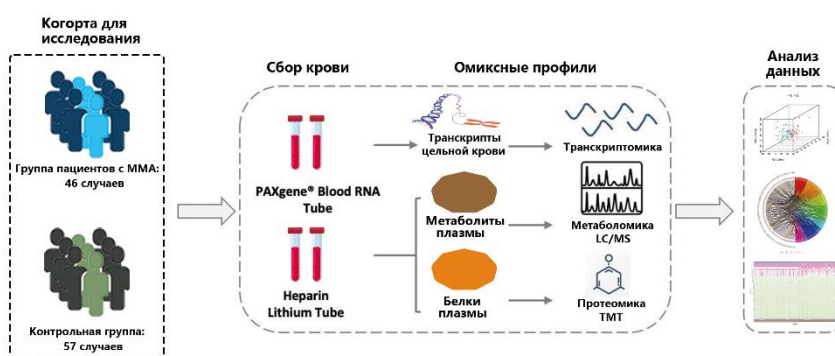 Когорта для
исследования
Группа пациентов с ММА:
46 случаев
Контрольная группа:
57 случаев
Сбор крови
PAXgene® Blood RNA
Tube
Heparin
Lithium Tube
Омиксные профили
Транскрипты
цельной крови
Транскриптомика
Метаболиты
плазмы
Метаболомика
LC/MS
Белки
плазмы
Протеомика
TMT
Анализ
данных